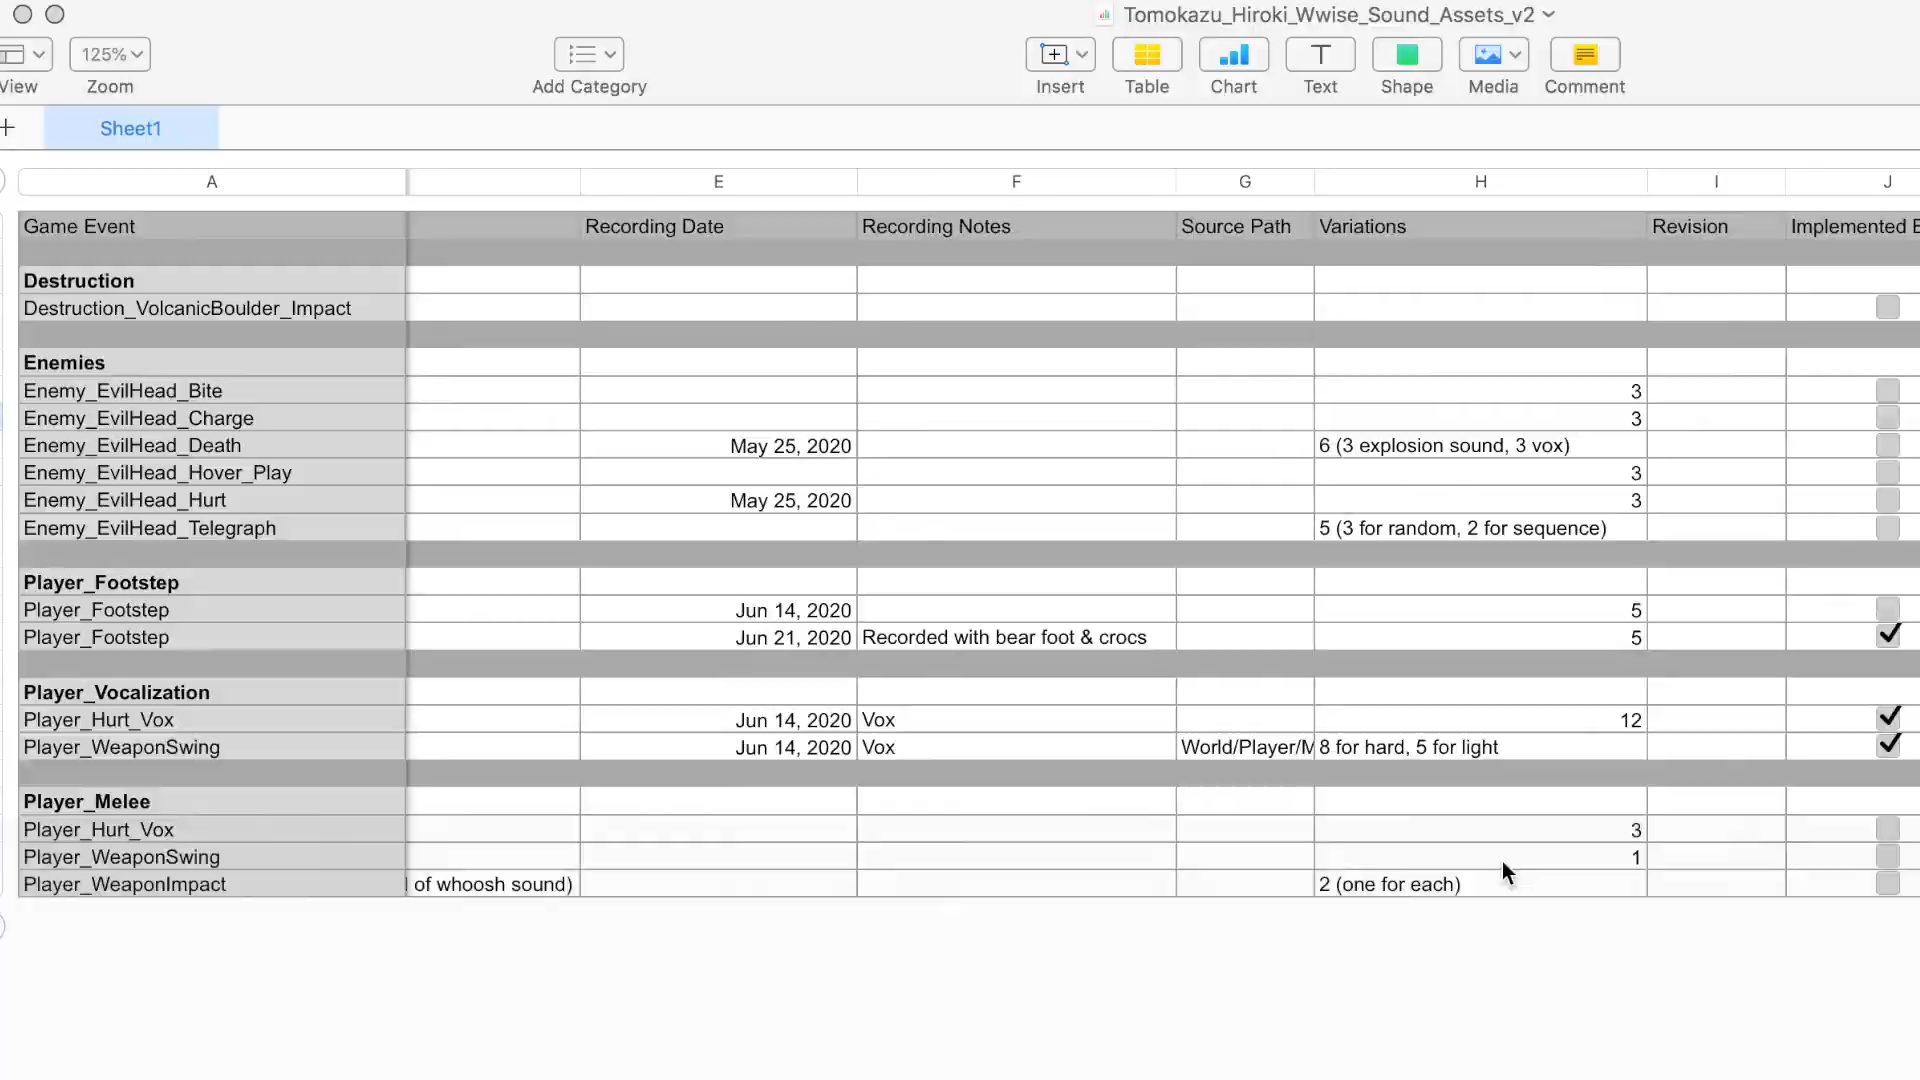 Tomokazu_Hiroki_Wwise_Sound_Assets_v2
125%
View Zoom Add Category Insert Table Chart Text Shape Media Comment
Sheet1
A E F G H I J
Game Event Recording Date Recording Notes Source Path Variations Revision Implemented
Destruction
Destruction_VolcanicBoulder_Impact
Enemies
Enemy_EvilHead_Bite 3
Enemy_EvilHead_Charge 3
Enemy_EvilHead_Death May 25, 2020 6 (3 explosion sound, 3 vox)
Enemy_EvilHead_Hover_Play 3
Enemy_EvilHead_Hurt May 25, 2020 3
Enemy_EvilHead_Telegraph 5 (3 for random, 2 for sequence)
Player_Footstep
Player_Footstep Jun 14, 2020 5
Player_Footstep Jun 21, 2020 Recorded with bear foot & crocs 5
Player_Vocalization
Player_Hurt_Vox Jun 14, 2020 Vox 12
Player_WeaponSwing Jun 14, 2020 Vox World/Player/M 8 for hard, 5 for light
Player_Melee
Player_Hurt_Vox 3
Player_WeaponSwing 1
Player_WeaponImpact of whoosh sound) 2 (one for each)